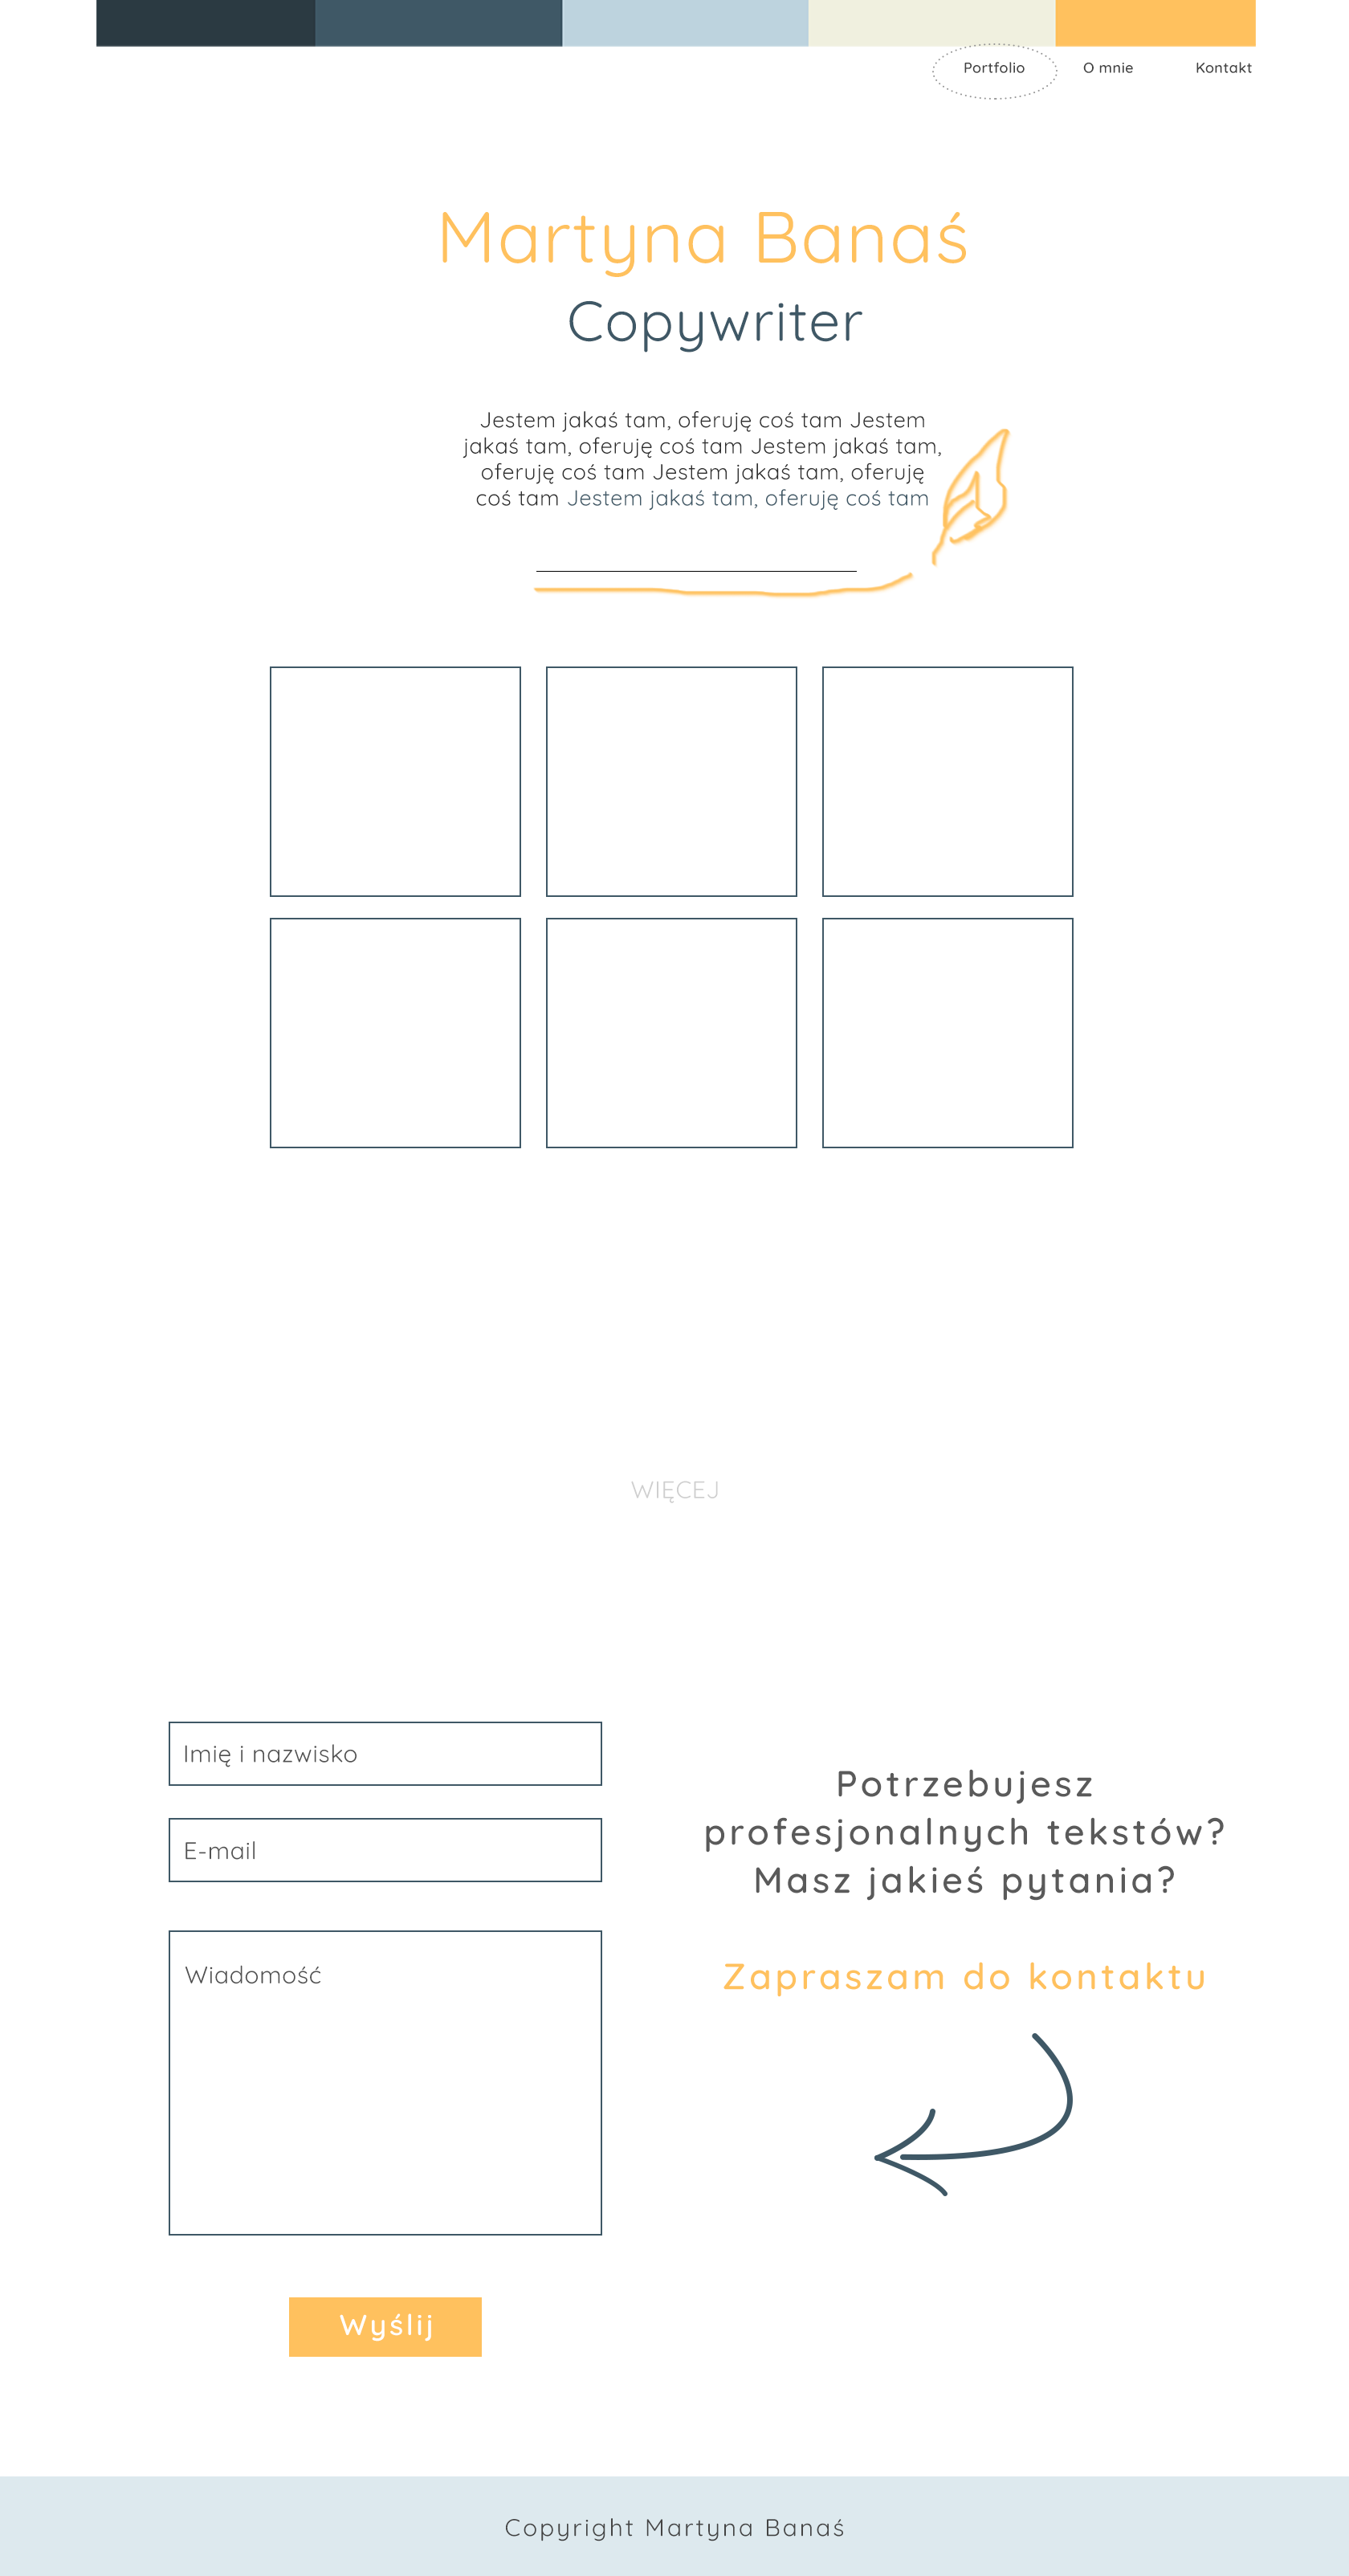 Portfolio O mnie Kontakt
Martyna Banaś
Copywriter
Jestem jakaś tam, oferuję coś tam Jestem
jakaś tam, oferuję coś tam Jestem jakaś tam,
oferuję coś tam Jestem jakaś tam, oferuję
coś tam Jestem jakaś tam, oferuję coś tam
WIĘCEJ
Imię i nazwisko
E-mail
Wiadomość
Wyślij
Potrzebujesz
profesjonalnych tekstów?
Masz jakieś pytania?
Zapraszam do kontaktu
Copyright Martyna Banaś